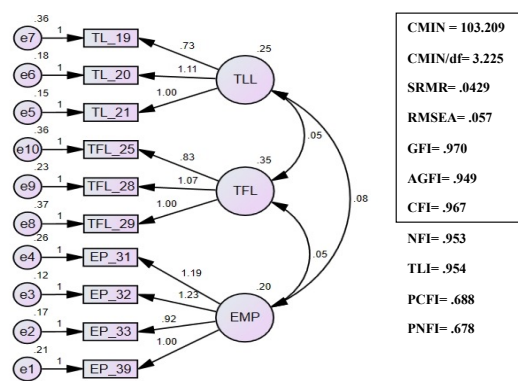 .36
e7 1 TL_19
.18
e6 1 TL_20
.15
e5 1 TL_21
.73
1.11
1.00
.25
TLL
.36
e10 1 TFL_25
.23
e9 1 TFL_28
.37
e8 1 TFL_29
.83
1.07
1.00
.35
TFL
.26
e4 1 EP_31
.12
e3 1 EP_32
.17
e2 1 EP_33
.21
e1 1 EP_39
1.19
1.23
.92
1.00
.20
EMP
.05
.08
.05
CMIN = 103.209
CMIN/df= 3.225
SRMR= .0429
RMSEA= .057
GFI= .970
AGFI= .949
CFI= .967
NFI= .953
TLI= .954
PCFI= .688
PNFI= .678